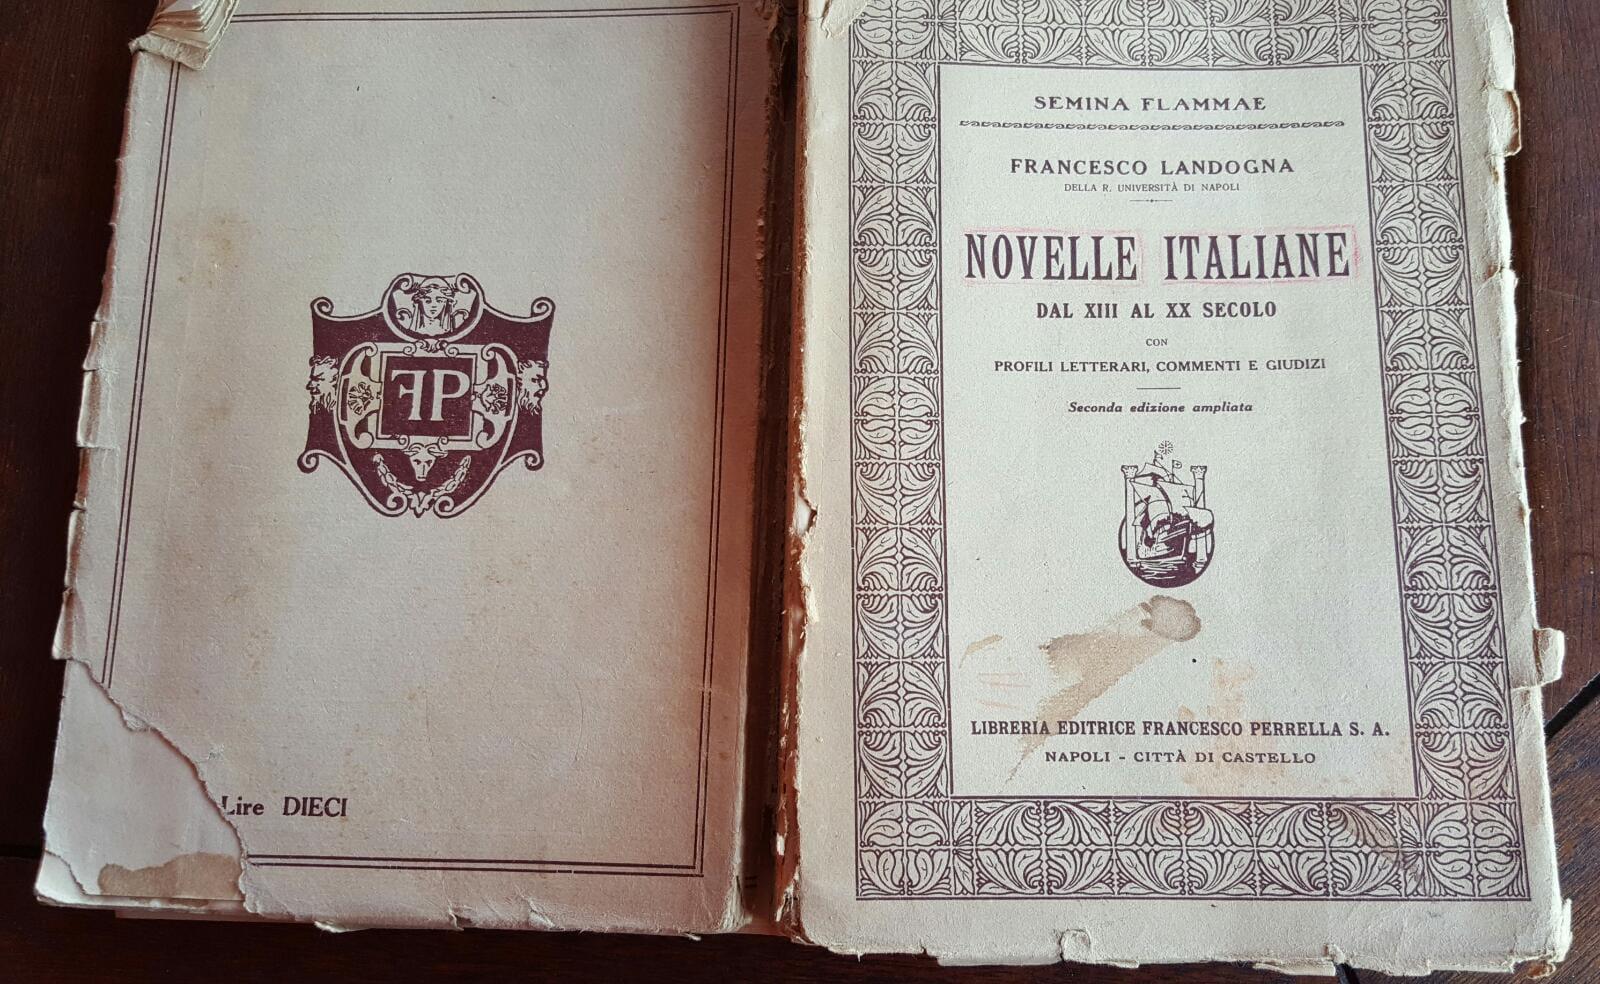 FP
Lire DIECI
SEMINA FLAMMAE
FRANCESCO LANDOGNA
DELLA R. UNIVERSITÀ DI NAPOLI
NOVELLE ITALIANE
DAL XIII AL XX SECOLO
CON
PROFILI LETTERARI, COMMENTI E GIUDIZI
Seconda edizione ampliata
LIBRERIA EDITRICE FRANCESCO PERRELLA S. A.
NAPOLI - CITTÀ DI CASTELLO